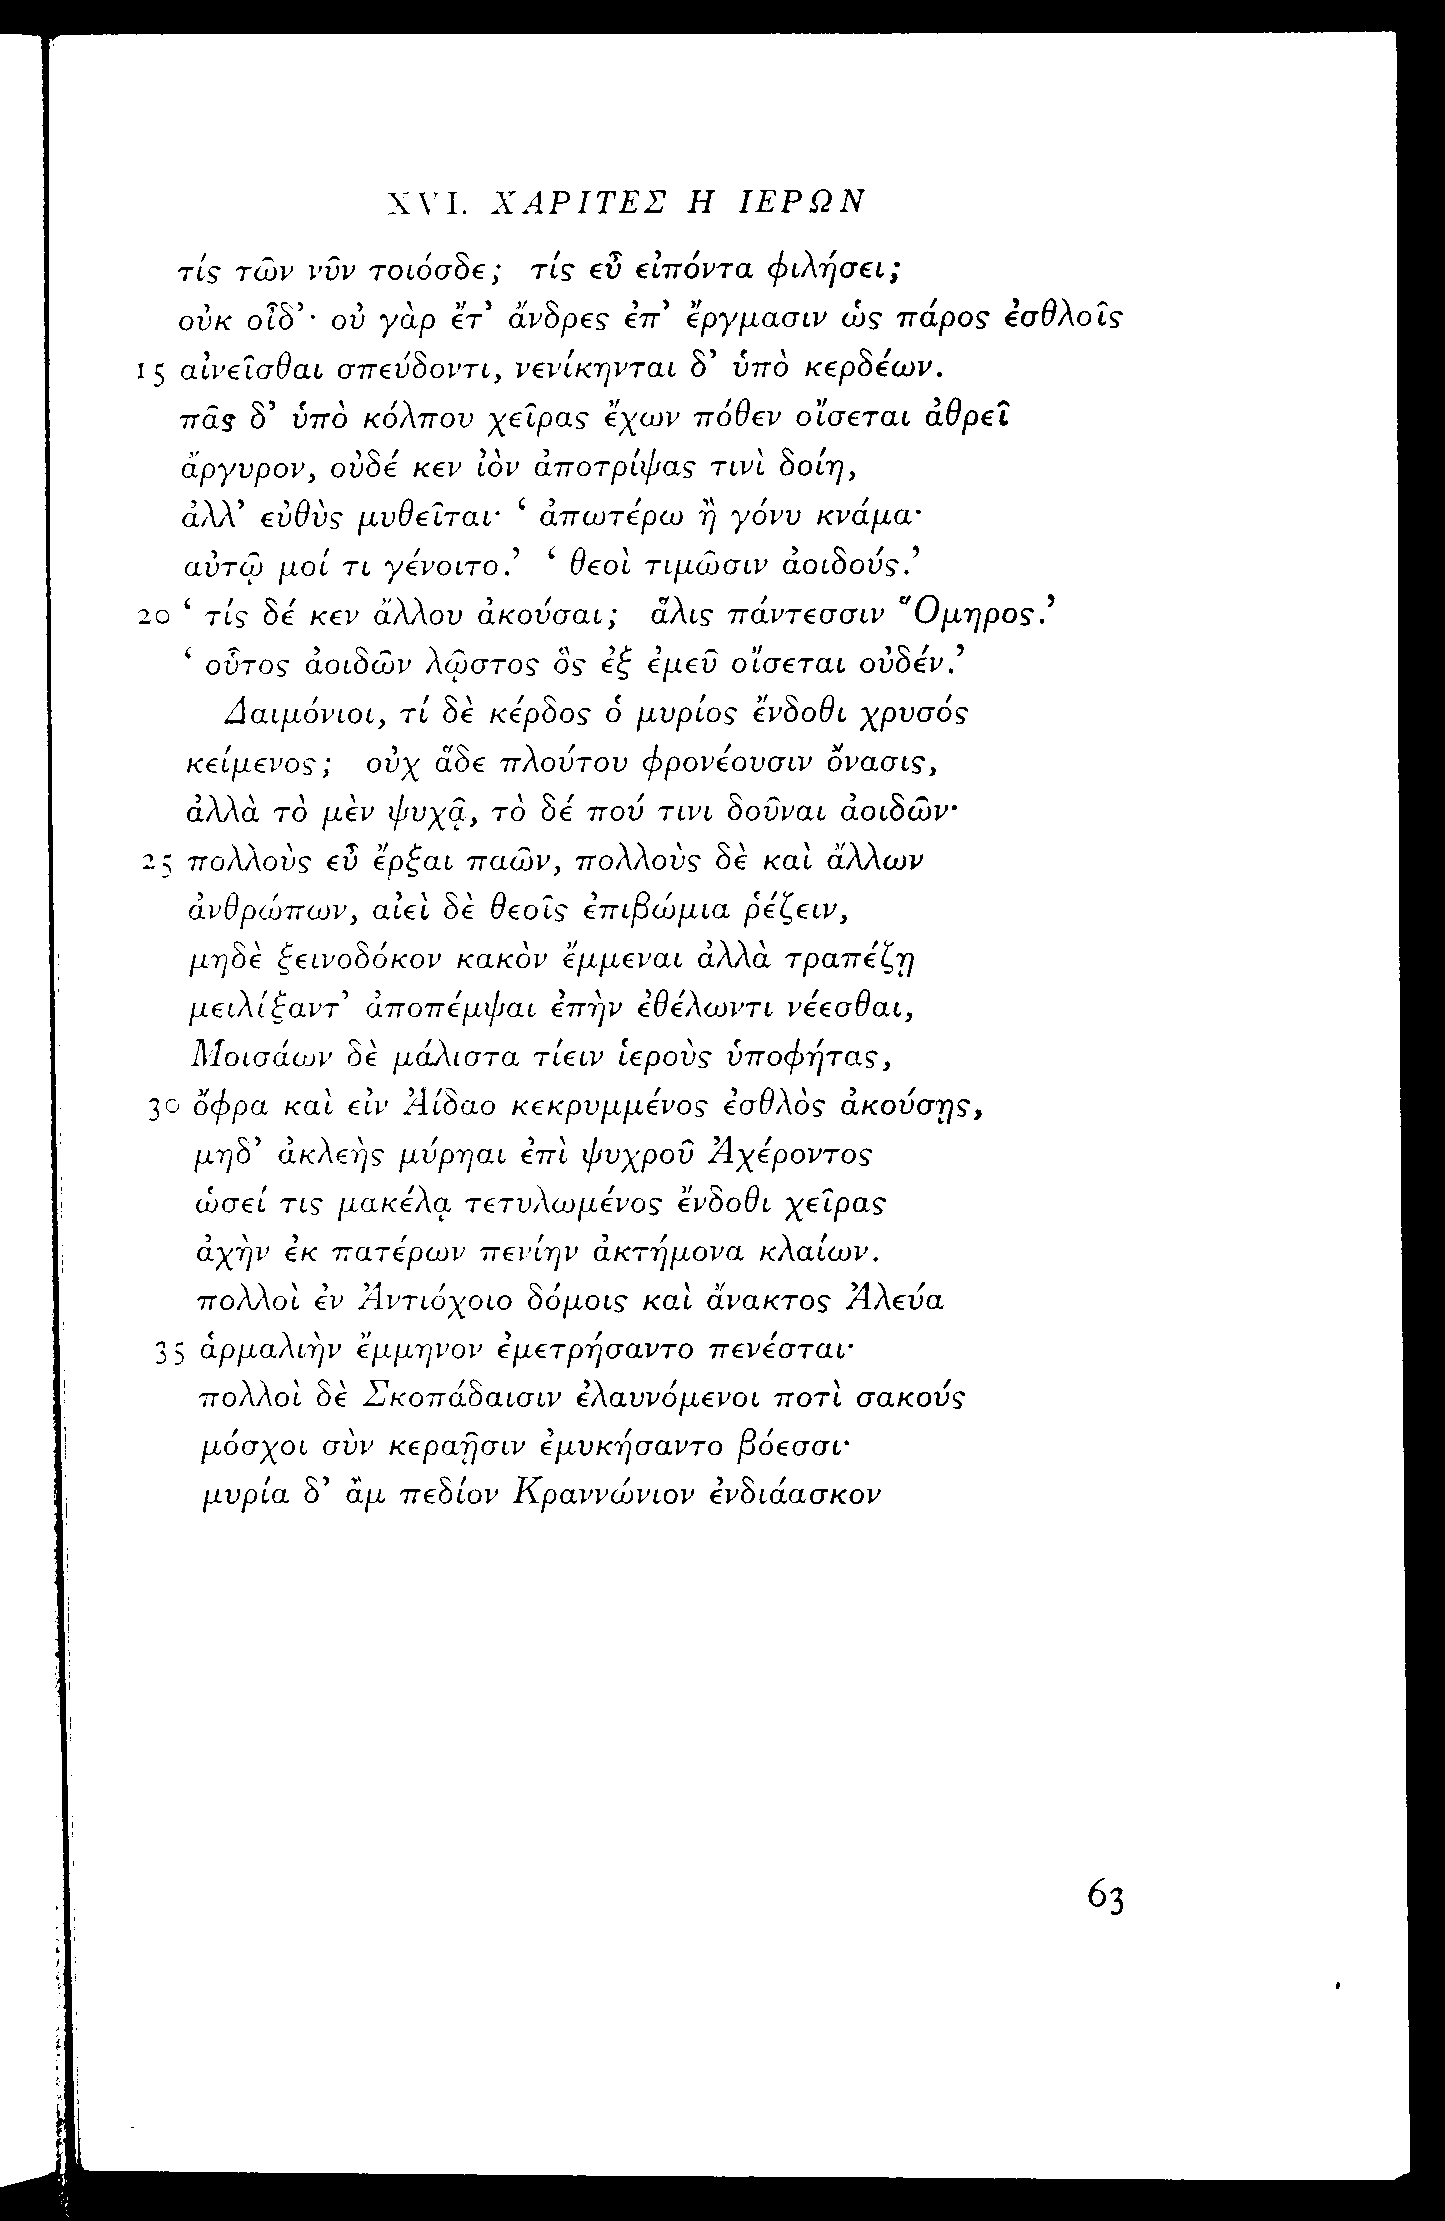 XVI. ΧΑΡΙΤΕΣ Η ΙΕΡΩΝ
τίς τῶν νῦν τοιόσδε; τίς εὖ εἰπόντα φιλήσει;
οὐκ οἶδ’· οὐ γὰρ ἔτ’ ἄνδρες ἐπ’ ἔργμασιν ὡς πάρος ἐσθλοῖς
15 αἰνεῖσθαι σπεύδοντι, νενίκηνται δ’ ὑπὸ κερδέων.
πᾶς δ’ ὑπὸ κόλπου χεῖρας ἔχων πόθεν οἴσεται ἀθρεῖ
ἄργυρον, οὐδέ κεν ἰὸν ἀποτρίψας τινὶ δοίη,
ἀλλ’ εὐθὺς μυθεῖται· ‘ ἀπωτέρω ἢ γόνυ κνάμα·
αὐτῷ μοί τι γένοιτο.’ ‘ θεοὶ τιμῶσιν ἀοιδούς.’
20 ‘ τίς δέ κεν ἄλλου ἀκούσαι; ἅλις πάντεσσιν Ὅμηρος.’
‘ οὗτος ἀοιδῶν λῷστος ὃς ἐξ ἐμεῦ οἴσεται οὐδέν.’
Δαιμόνιοι, τί δὲ κέρδος ὁ μυρίος ἔνδοθι χρυσός
κείμενος; οὐχ ἅδε πλούτου φρονέουσιν ὄνασις,
ἀλλὰ τὸ μὲν ψυχᾷ, τὸ δέ πού τινι δοῦναι ἀοιδῶν·
25 πολλοὺς εὖ ἔρξαι παῶν, πολλοὺς δὲ καὶ ἄλλων
ἀνθρώπων, αἰεὶ δὲ θεοῖς ἐπιβώμια ῥέζειν,
μηδὲ ξεινοδόκον κακὸν ἔμμεναι ἀλλὰ τραπέζῃ
μειλίξαντ’ ἀποπέμψαι ἐπὴν ἐθέλωντι νέεσθαι,
Μοισάων δὲ μάλιστα τίειν ἱεροὺς ὑποφήτας,
30 ὄφρα καὶ εἰν Ἀίδαο κεκρυμμένος ἐσθλὸς ἀκούσῃς,
μηδ’ ἀκλεὴς μύρηαι ἐπὶ ψυχροῦ Ἀχέροντος
ὡσεί τις μακέλᾳ τετυλωμένος ἔνδοθι χεῖρας
ἀχὴν ἐκ πατέρων πενίην ἀκτήμονα κλαίων.
πολλοὶ ἐν Ἀντιόχοιο δόμοις καὶ ἄνακτος Ἀλεύα
35 ἁρμαλιὴν ἔμμηνον ἐμετρήσαντο πενέσται·
πολλοὶ δὲ Σκοπάδαισιν ἐλαυνόμενοι ποτὶ σακούς
μόσχοι σὺν κεραῇσιν ἐμυκήσαντο βόεσσι·
μυρία δ’ ἂμ πεδίον Κραννώνιον ἐνδιάασκον
63